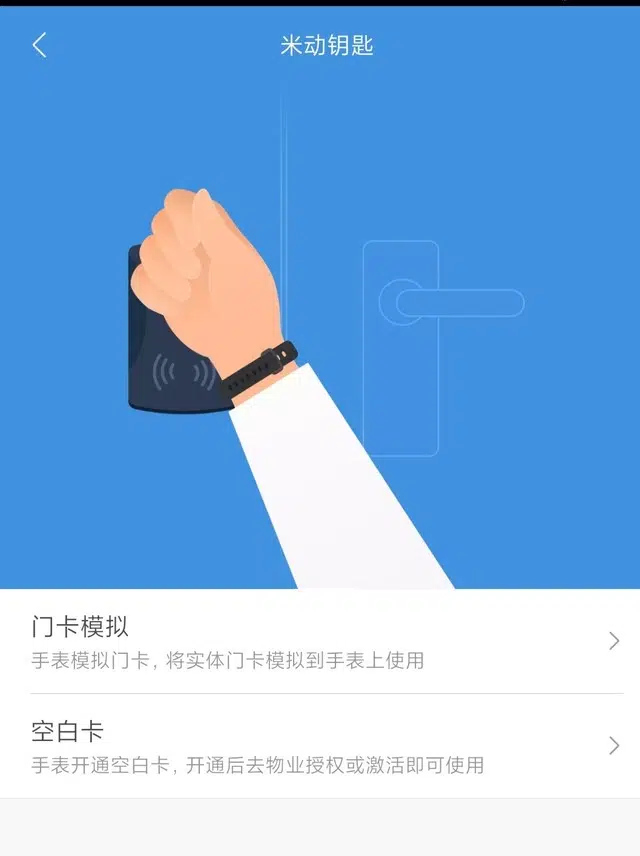 米动钥匙
门卡模拟
手表模拟门卡，将实体门卡模拟到手表上使用
空白卡
手表开通空白卡，开通后去物业授权或激活即可使用